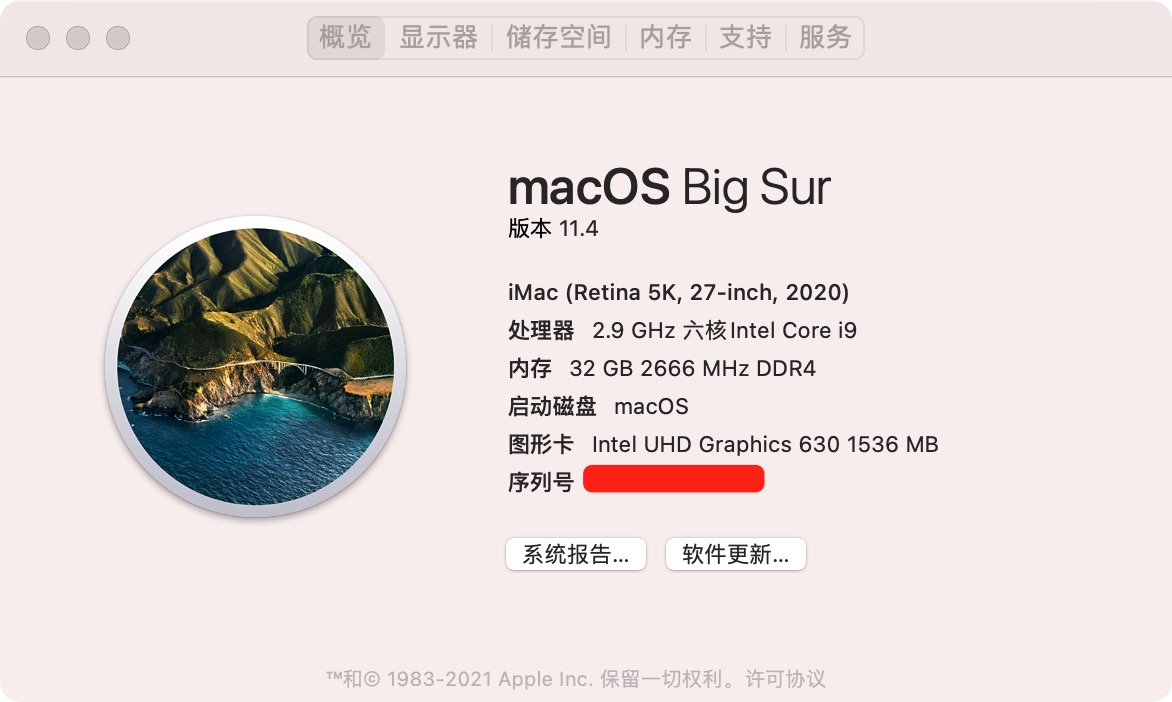 概览 显示器 储存空间 内存 支持 服务
macOS Big Sur
版本 11.4
iMac (Retina 5K, 27-inch, 2020)
处理器 2.9 GHz 六核Intel Core i9
内存 32 GB 2666 MHz DDR4
启动磁盘 macOS
图形卡 Intel UHD Graphics 630 1536 MB
序列号
系统报告... 软件更新...
™和© 1983-2021 Apple Inc. 保留一切权利。许可协议